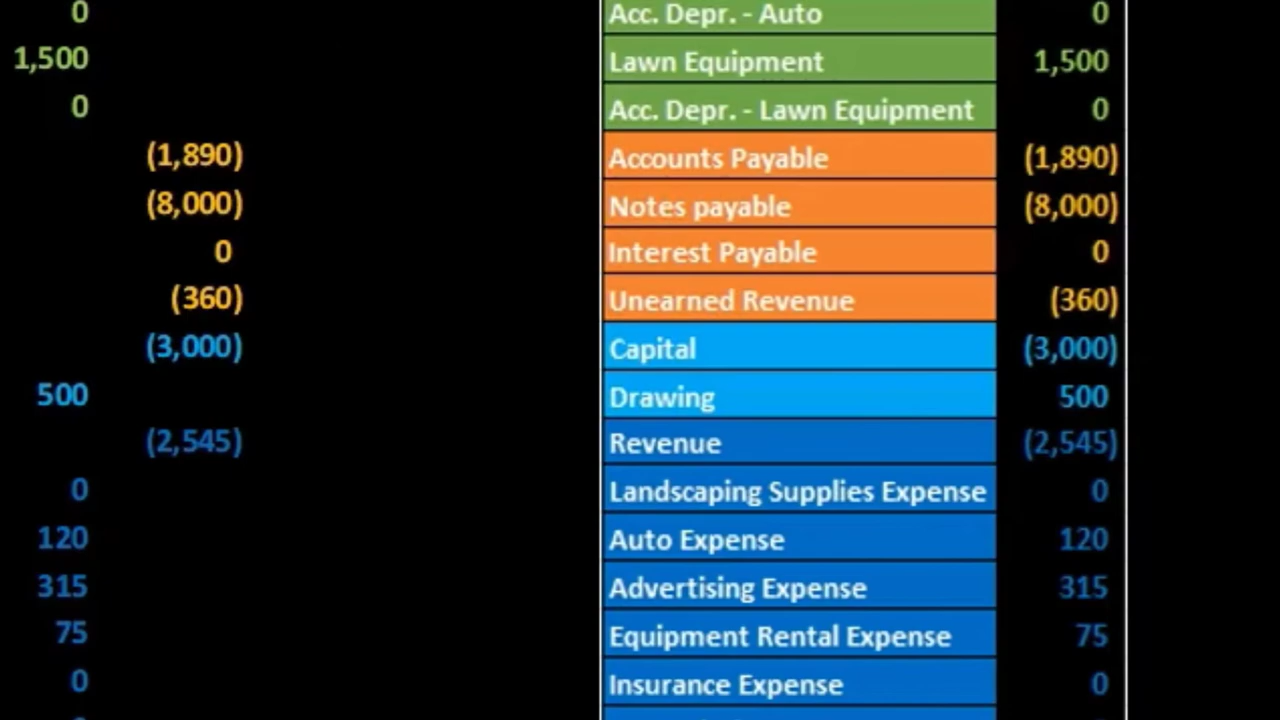 0 Acc. Depr. - Auto 0
1,500 Lawn Equipment 1,500
0 Acc. Depr. - Lawn Equipment 0
(1,890) Accounts Payable (1,890)
(8,000) Notes payable (8,000)
0 Interest Payable 0
(360) Unearned Revenue (360)
(3,000) Capital (3,000)
500 Drawing 500
(2,545) Revenue (2,545)
0 Landscaping Supplies Expense 0
120 Auto Expense 120
315 Advertising Expense 315
75 Equipment Rental Expense 75
0 Insurance Expense 0